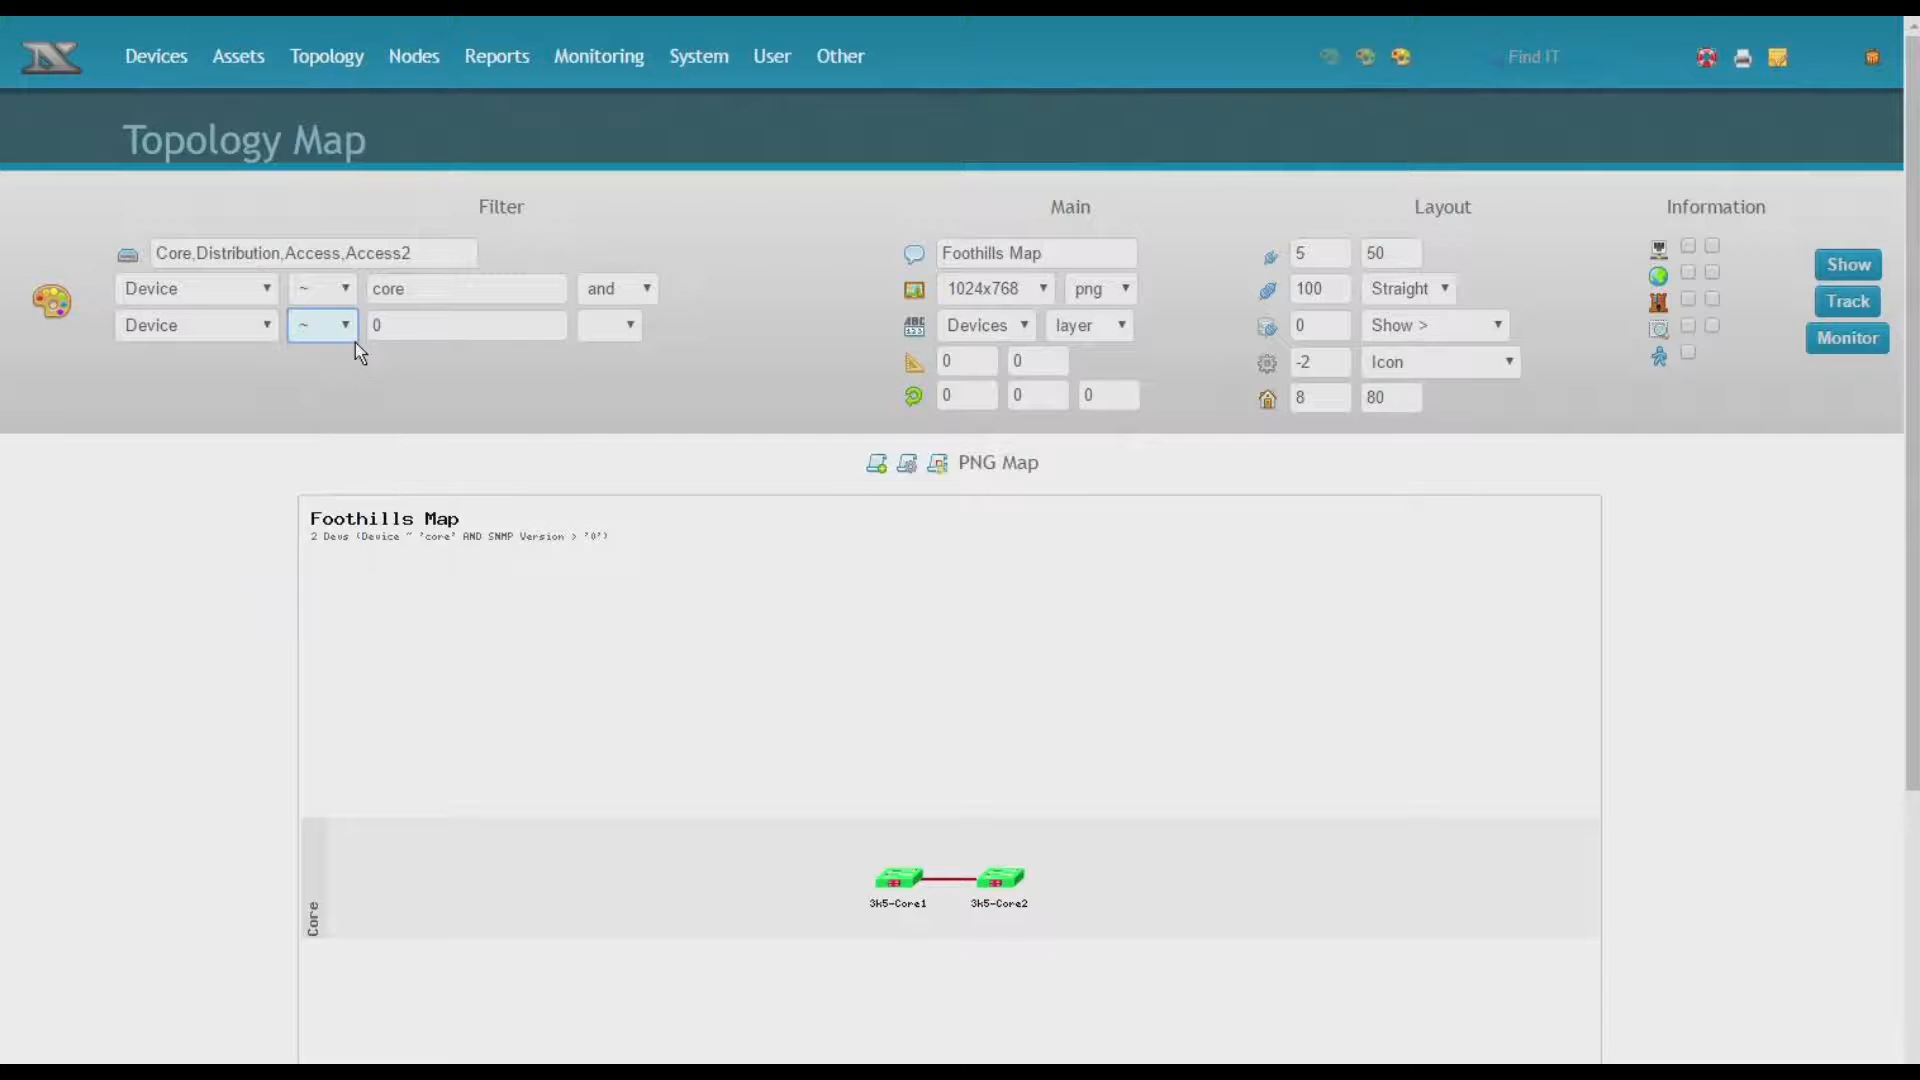 Devices Assets Topology Nodes Reports Monitoring System User Other Find IT
Topology Map
Filter Main Layout Information
Core,Distribution,Access,Access2 Foothills Map 5 50
Device ~ core and 1024x768 png 100 Straight Show
Device ~ 0 Devices layer 0 Show > Track
0 0 -2 Icon Monitor
0 0 0 8 80
PNG Map
Foothills Map
2 Devs (Device ~ 'core' AND SNMP Version > '0')
3k5-Core1 3k5-Core2
Core